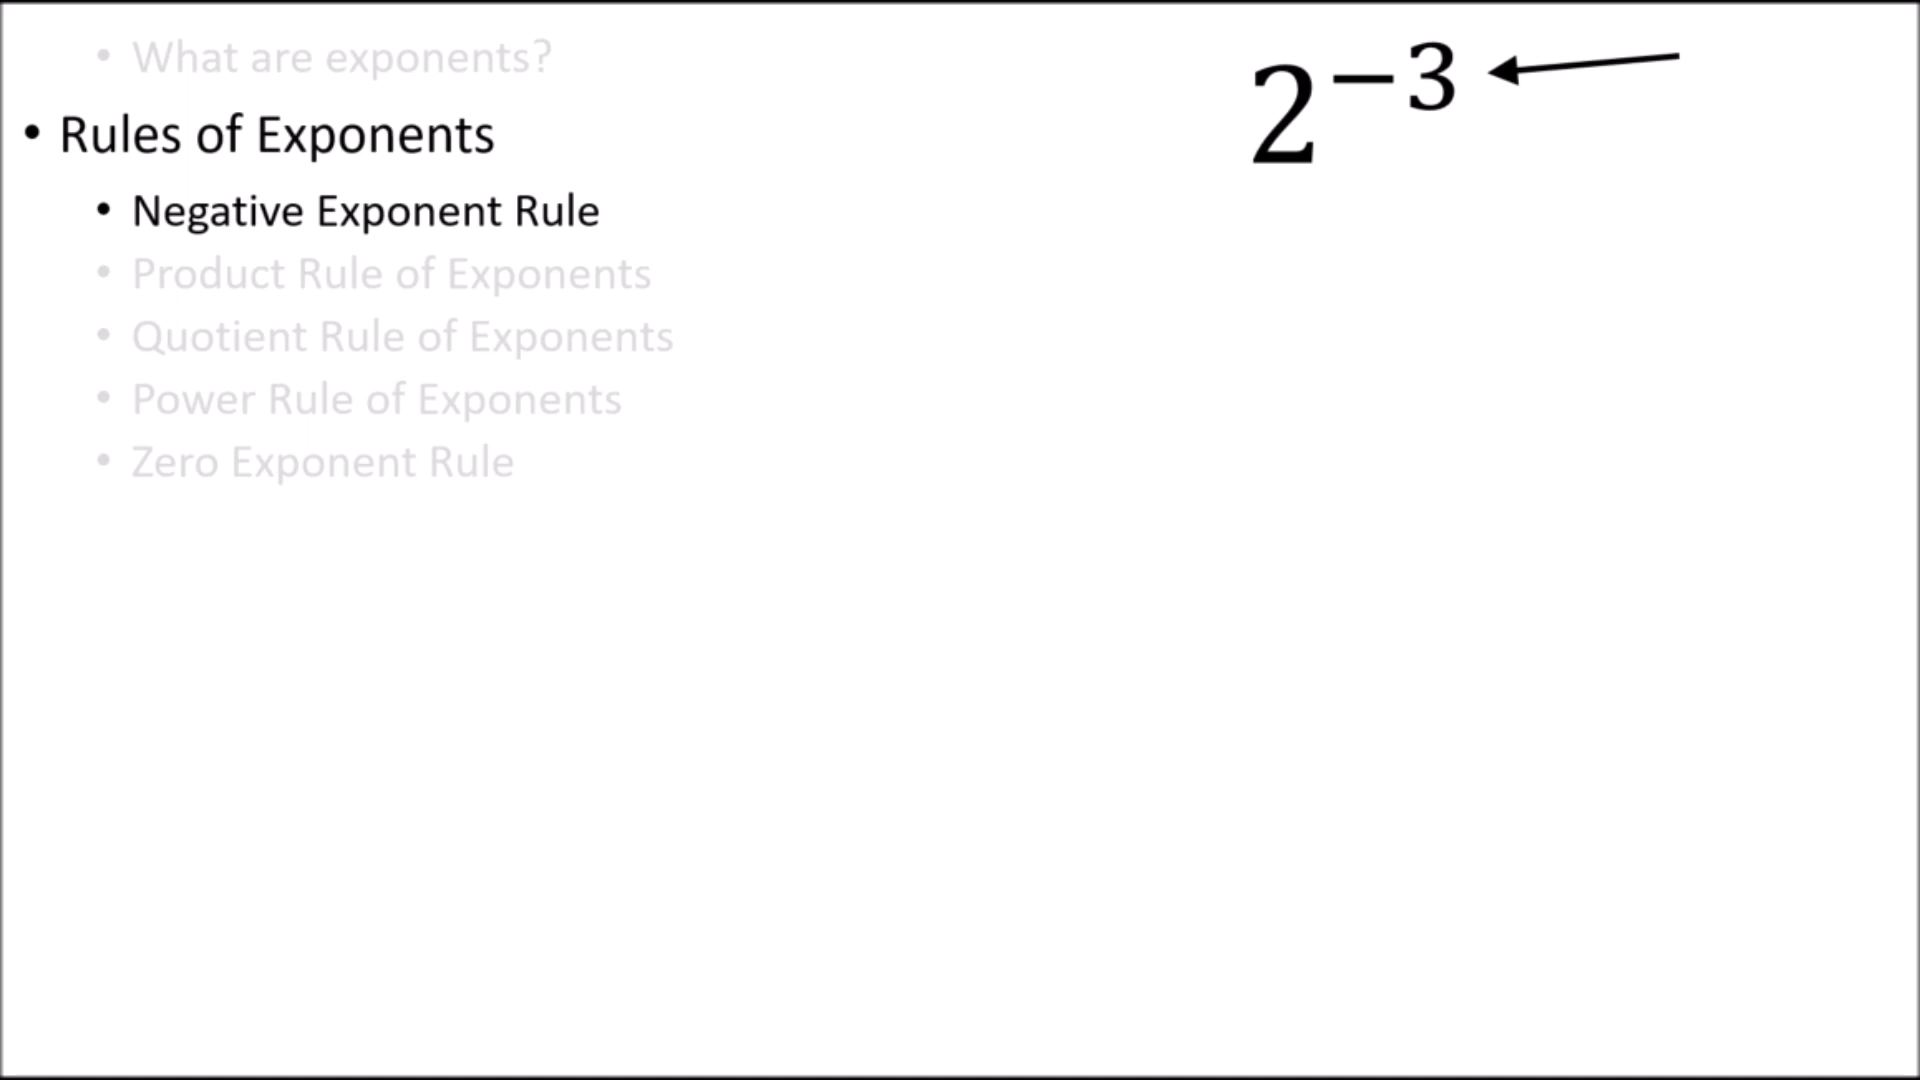 • What are exponents?
• Rules of Exponents
• Negative Exponent Rule
• Product Rule of Exponents
• Quotient Rule of Exponents
• Power Rule of Exponents
• Zero Exponent Rule
2⁻³